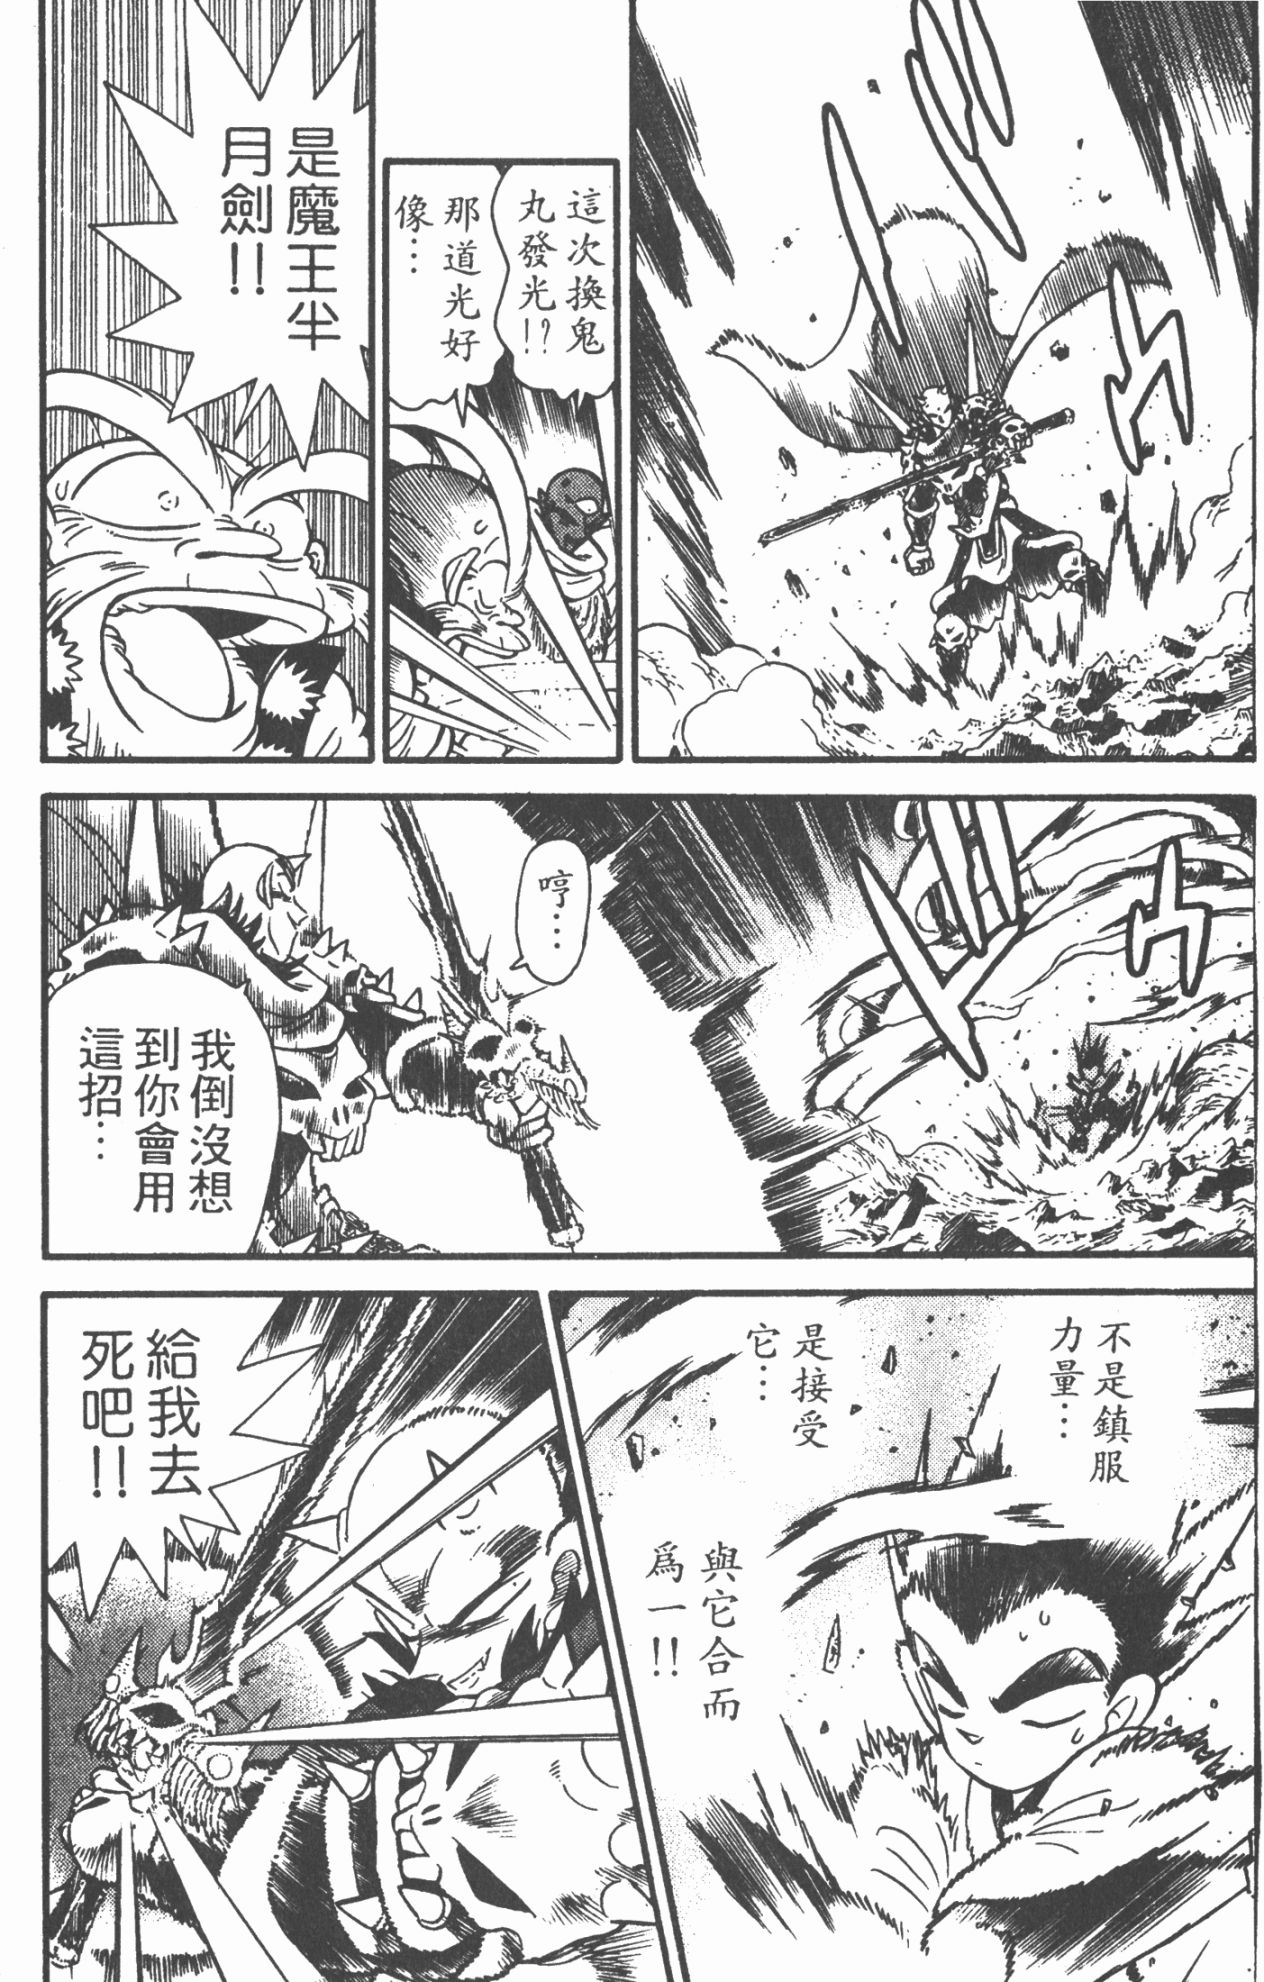 這次換鬼
丸發光!?
那道光好
像…
是魔王半
月劍!!
哼…
我倒沒想
到你會用
這招…
不是鎮服
力量…
是接受
它…
與它合而
為一!!
給我去
死吧!!